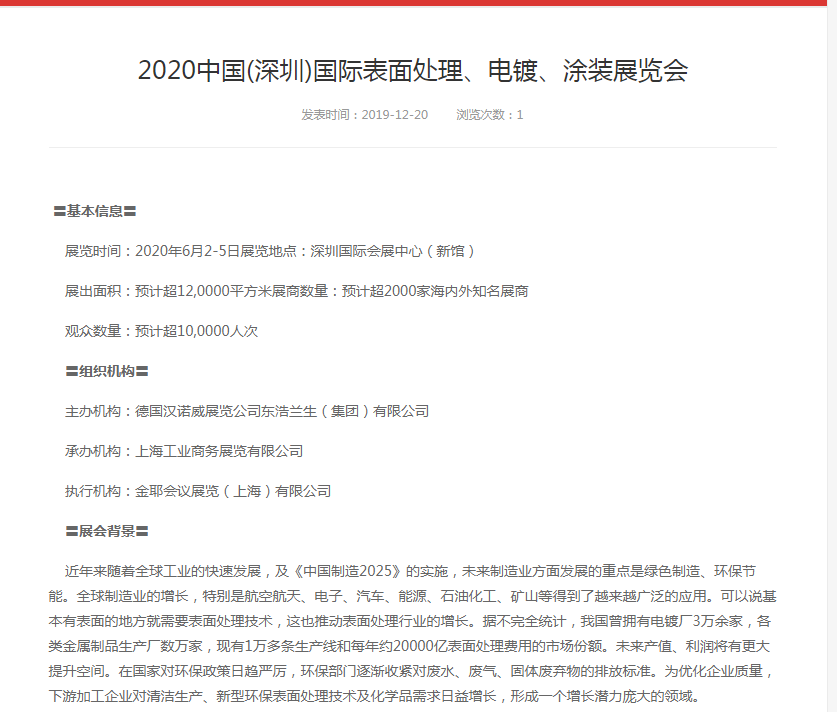 2020中国(深圳)国际表面处理、电镀、涂装展览会
发表时间：2019-12-20 浏览次数：1
〓基本信息〓
展览时间：2020年6月2-5日展览地点：深圳国际会展中心（新馆）
展出面积：预计超12,0000平方米展商数量：预计超2000家海内外知名展商
观众数量：预计超10,0000人次
〓组织机构〓
主办机构：德国汉诺威展览公司东浩兰生（集团）有限公司
承办机构：上海工业商务展览有限公司
执行机构：金耶会议展览（上海）有限公司
〓展会背景〓
近年来随着全球工业的快速发展，及《中国制造2025》的实施，未来制造业方面发展的重点是绿色制造、环保节
能。全球制造业的增长，特别是航空航天、电子、汽车、能源、石油化工、矿山等得到了越来越广泛的应用。可以说基
本有表面的地方就需要表面处理技术，这也推动表面处理行业的增长。据不完全统计，我国曾拥有电镀厂3万余家，各
类金属制品生产厂数万家，现有1万多条生产线和每年约20000亿表面处理费用的市场份额。未来产值、利润将有更大
提升空间。在国家对环保政策日趋严厉，环保部门逐渐收紧对废水、废气、固体废弃物的排放标准。为优化企业质量，
下游加工企业对清洁生产、新型环保表面处理技术及化学品需求日益增长，形成一个增长潜力庞大的领域。